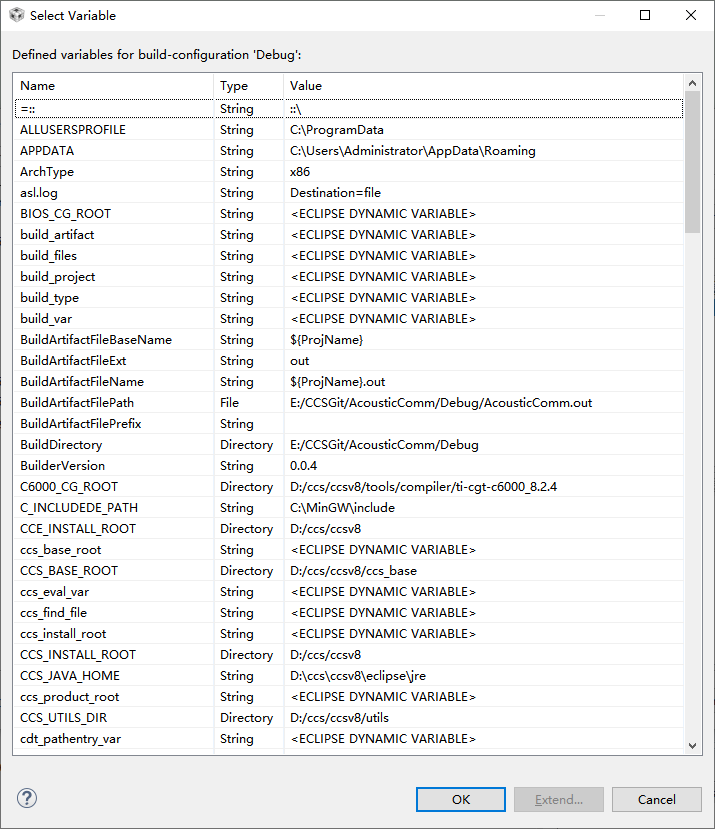 Select Variable
Defined variables for build-configuration 'Debug':
Name Type Value
=:: String ::\
ALLUSERSPROFILE String C:\ProgramData
APPDATA String C:\Users\Administrator\AppData\Roaming
ArchType String x86
asl.log String Destination=file
BIOS_CG_ROOT String <ECLIPSE DYNAMIC VARIABLE>
build_artifact String <ECLIPSE DYNAMIC VARIABLE>
build_files String <ECLIPSE DYNAMIC VARIABLE>
build_project String <ECLIPSE DYNAMIC VARIABLE>
build_type String <ECLIPSE DYNAMIC VARIABLE>
build_var String <ECLIPSE DYNAMIC VARIABLE>
BuildArtifactFileBaseName String ${ProjName}
BuildArtifactFileExt String out
BuildArtifactFileName String ${ProjName}.out
BuildArtifactFilePath File E:/CCSGit/AcousticComm/Debug/AcousticComm.out
BuildArtifactFilePrefix String
BuildDirectory Directory E:/CCSGit/AcousticComm/Debug
BuilderVersion String 0.0.4
C6000_CG_ROOT Directory D:/ccs/ccsv8/tools/compiler/ti-cgt-c6000_8.2.4
C_INCLUDEDE_PATH String C:\MinGW\include
CCE_INSTALL_ROOT Directory D:/ccs/ccsv8
ccs_base_root String <ECLIPSE DYNAMIC VARIABLE>
CCS_BASE_ROOT Directory D:/ccs/ccsv8/ccs_base
ccs_eval_var String <ECLIPSE DYNAMIC VARIABLE>
ccs_find_file String <ECLIPSE DYNAMIC VARIABLE>
ccs_install_root String <ECLIPSE DYNAMIC VARIABLE>
CCS_INSTALL_ROOT Directory D:/ccs/ccsv8
CCS_JAVA_HOME String D:\ccs\ccsv8\eclipse\jre
ccs_product_root String <ECLIPSE DYNAMIC VARIABLE>
CCS_UTILS_DIR Directory D:/ccs/ccsv8/utils
cdt_pathentry_var String <ECLIPSE DYNAMIC VARIABLE>
? OK Extend... Cancel